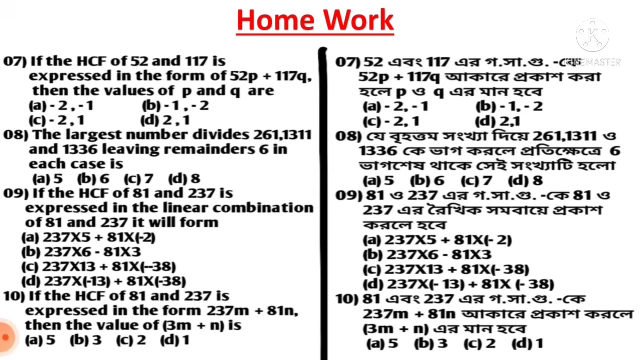 Home Work
07) If the HCF of 52 and 117 is
expressed in the form of 52p + 117q,
then the values of p and q are
(a) - 2, - 1 (b) - 1, - 2
(c) - 2, 1 (d) 2, 1
08) The largest number divides 261,1311
and 1336 leaving remainders 6 in
each case is
(a) 5 (b) 6 (c) 7 (d) 8
09) If the HCF of 81 and 237 is
expressed in the linear combination
of 81 and 237 it will form
(a) 237X5 + 81X(-2)
(b) 237X6 - 81X3
(c) 237X13 + 81X(--38)
(d) 237X(-13) + 81X(-38)
10) If the HCF of 81 and 237 is
expressed in the form 237m + 81n,
then the value of (3m + n) is
(a) 5 (b) 3 (c) 2 (d) 1
07) 52 এবং 117 এর গ.সা.গু. -কে
52p + 117q আকারে প্রকাশ করা
হলে p ও q এর মান হবে
(a) - 2, - 1 (b) - 1, - 2
(c) - 2, 1 (d) 2,1
08) যে বৃহত্তম সংখ্যা দিয়ে 261,1311 ও
1336 কে ভাগ করলে প্রতিক্ষেত্রে 6
ভাগশেষ থাকে সেই সংখ্যাটি হলো
(a) 5 (b) 6 (c) 7 (d) 8
09) 81 ও 237 এর গ.সা.গু. -কে 81 ও
237 এর রৈখিক সমবায়ে প্রকাশ
করলে হবে
(a) 237X5 + 81X(- 2)
(b) 237X6 - 81X3
(c) 237X13 + 81X(- 38)
(d) 237X(- 13) + 81X (- 38)
10) 81 এবং 237 এর গ.সা.গু. -কে
237m + 81n আকারে প্রকাশ করলে
(3m + n) এর মান হবে
(a) 5 (b) 3 (c) 2 (d) 1